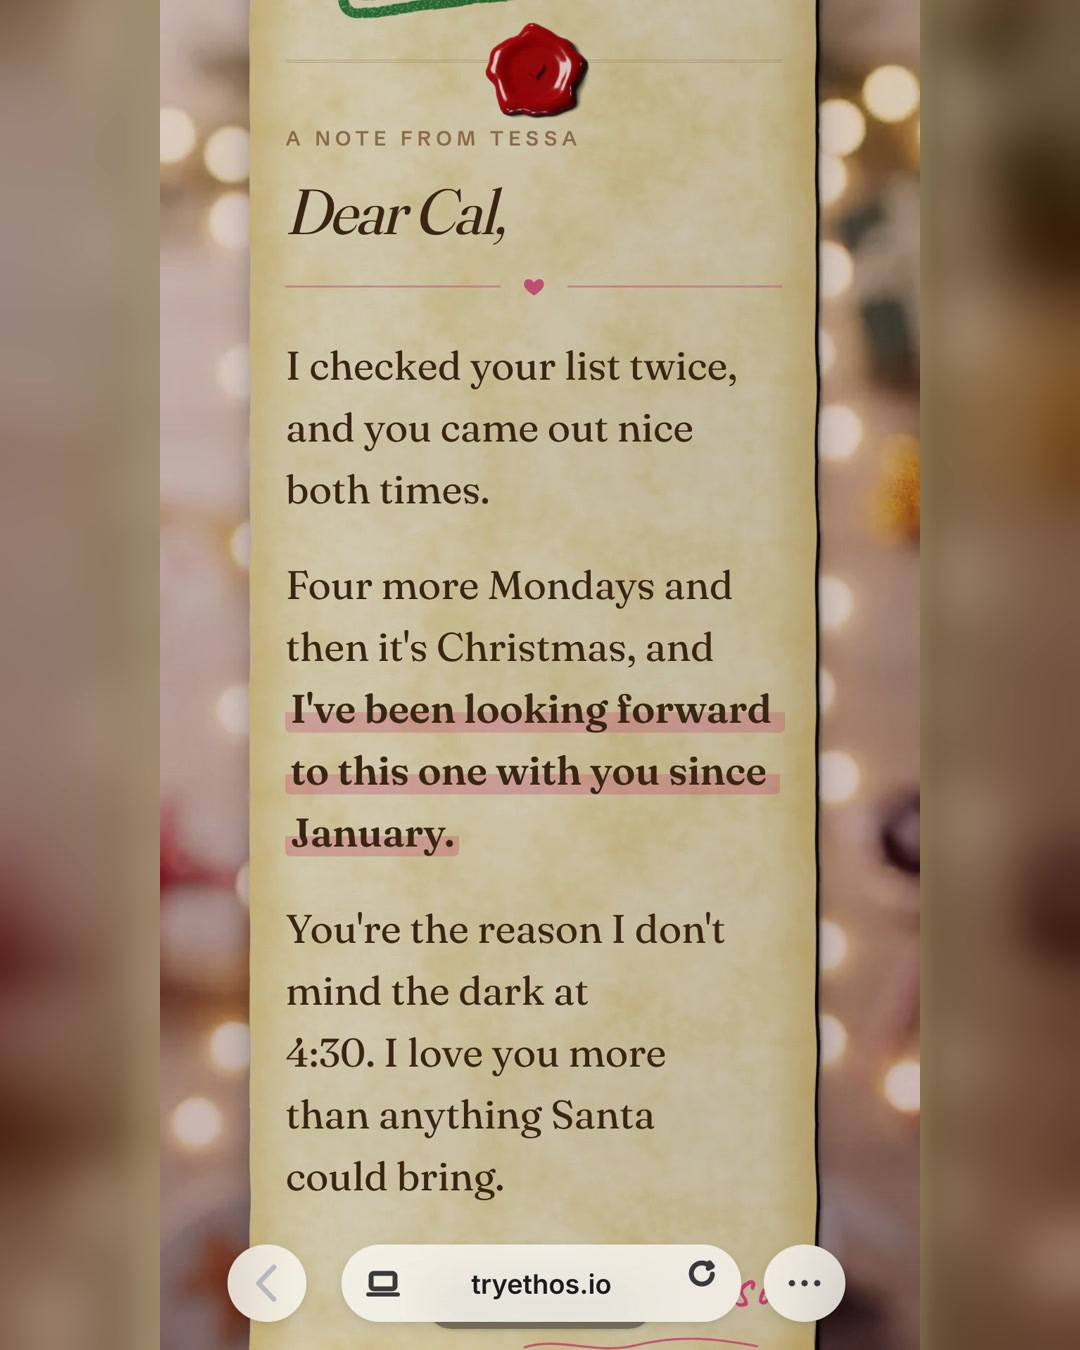 A NOTE FROM TESSA
Dear Cal,
I checked your list twice,
and you came out nice
both times.
Four more Mondays and
then it's Christmas, and
I've been looking forward
to this one with you since
January.
You're the reason I don't
mind the dark at
4:30. I love you more
than anything Santa
could bring.
tryethos.io